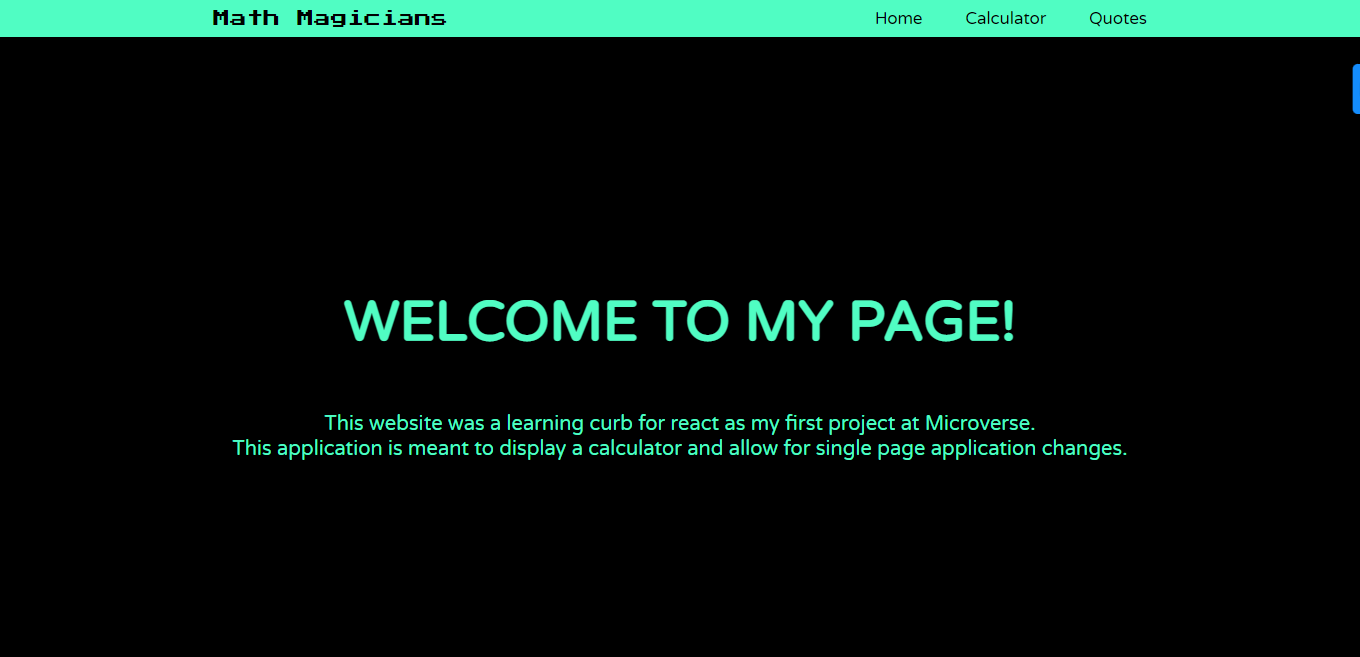 Math Magicians
Home Calculator Quotes
WELCOME TO MY PAGE!
This website was a learning curb for react as my first project at Microverse.
This application is meant to display a calculator and allow for single page application changes.